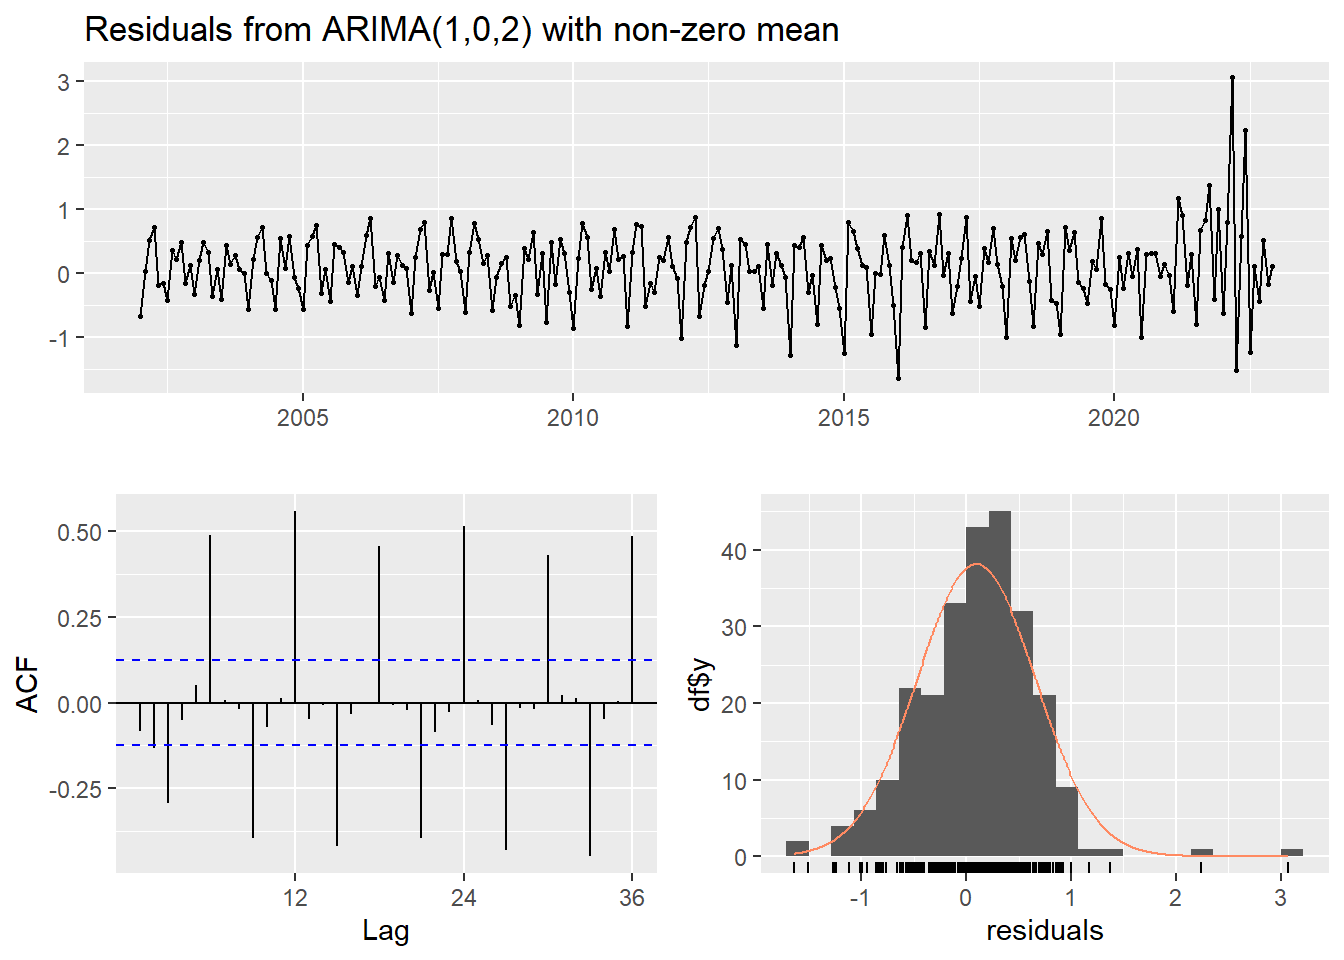 Residuals from ARIMA(1,0,2) with non-zero mean
3
2
1
0
-1
2005 2010 2015 2020
ACF
0.50
0.25
0.00
-0.25
12 24 36
Lag
df$y
40
30
20
10
0
-1 0 1 2 3
residuals